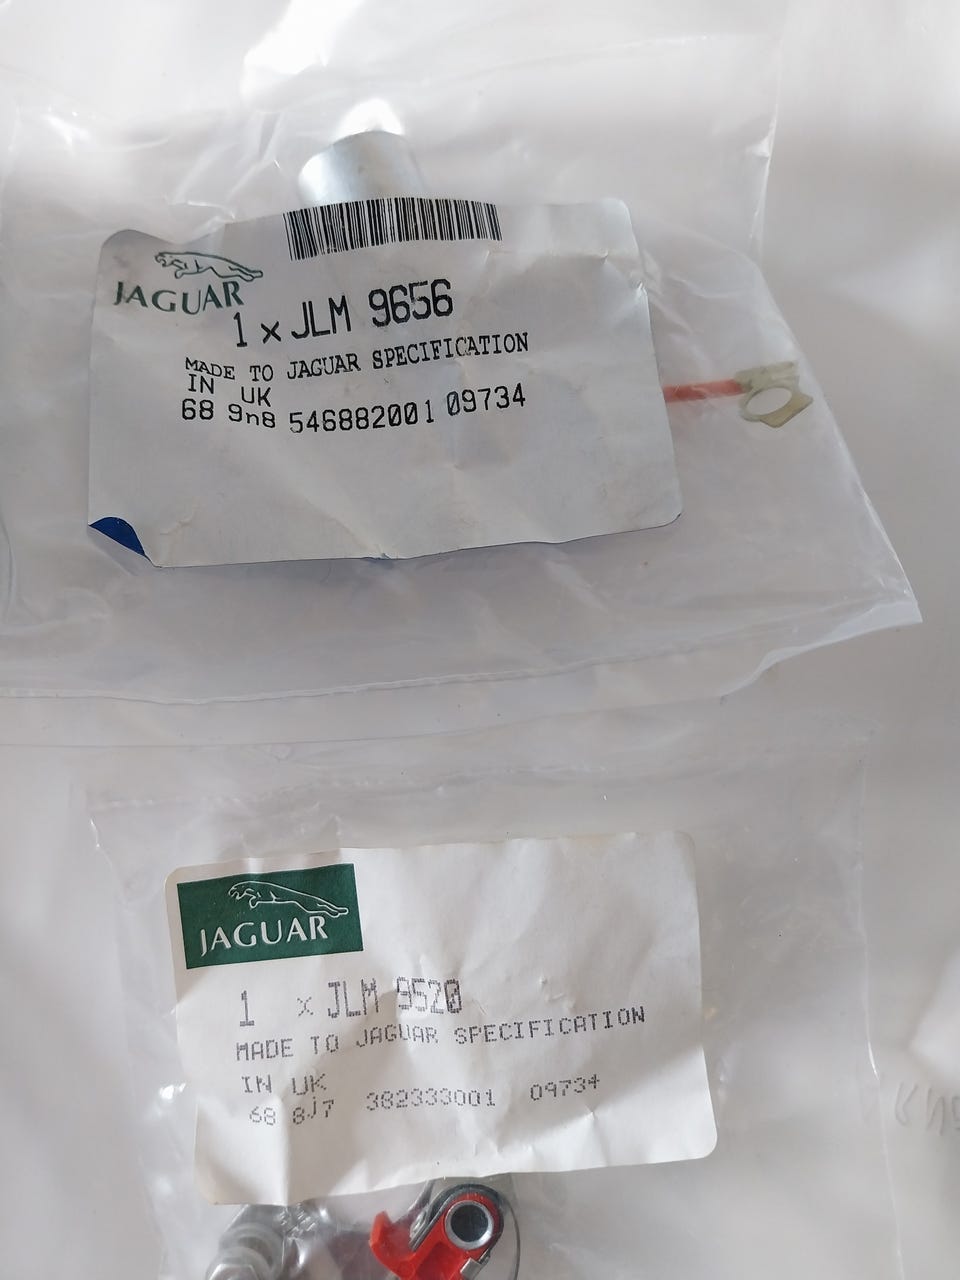 JAGUAR
1 x JLM 9656
MADE TO JAGUAR SPECIFICATION
IN UK
68 9n8 546882001 09734
JAGUAR
1 x JLM 9520
MADE TO JAGUAR SPECIFICATION
IN UK
68 8j7 382333001 09734